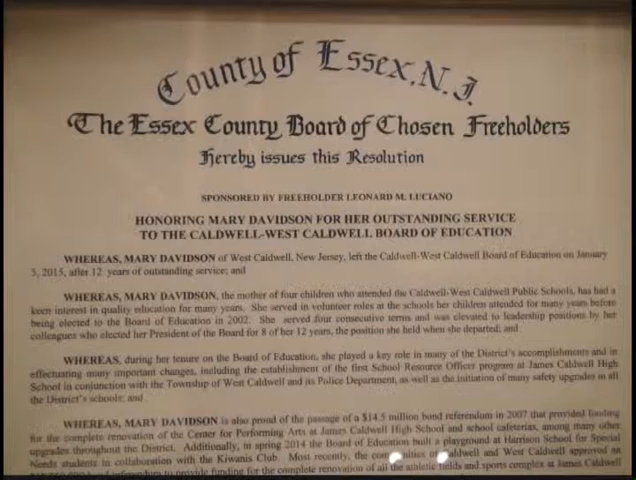 County of Essex, N.J.
The Essex County Board of Chosen Freeholders
Hereby issues this Resolution
SPONSORED BY FREEHOLDER LEONARD M. LUCIANO
HONORING MARY DAVIDSON FOR HER OUTSTANDING SERVICE
TO THE CALDWELL-WEST CALDWELL BOARD OF EDUCATION
WHEREAS, MARY DAVIDSON of West Caldwell, New Jersey, left the Caldwell-West Caldwell Board of Education on January
5, 2015, after 12 years of outstanding service; and
WHEREAS, MARY DAVIDSON, the mother of four children who attended the Caldwell-West Caldwell Public Schools, has had a
keen interest in quality education for many years. She served in volunteer roles at the schools her children attended for many years before
being elected to the Board of Education in 2002. She served four consecutive terms and was elevated to leadership positions by her
colleagues who elected her President of the Board for 8 of her 12 years, the position she held when she departed; and
WHEREAS, during her tenure on the Board of Education, she played a key role in many of the District's accomplishments and in
effectuating many important changes, including the establishment of the first School Resource Officer program at James Caldwell High
School in conjunction with the Township of West Caldwell and its Police Department, as well as the initiation of many safety upgrades in all
the District's schools; and
WHEREAS, MARY DAVIDSON is also proud of the passage of a $14.5 million bond referendum in 2007 that provided funding
for the complete renovation of the Center for Performing Arts at James Caldwell High School and school cafeterias, among many other
upgrades throughout the District. Additionally, in spring 2014 the Board of Education built a playground at Harrison School for Special
Needs students in collaboration with the Kiwanis Club. Most recently, the of Caldwell and West Caldwell approved an
bond referendum to provide funding for the complete renovation of all the athletic fields and sports complex at James Caldwell